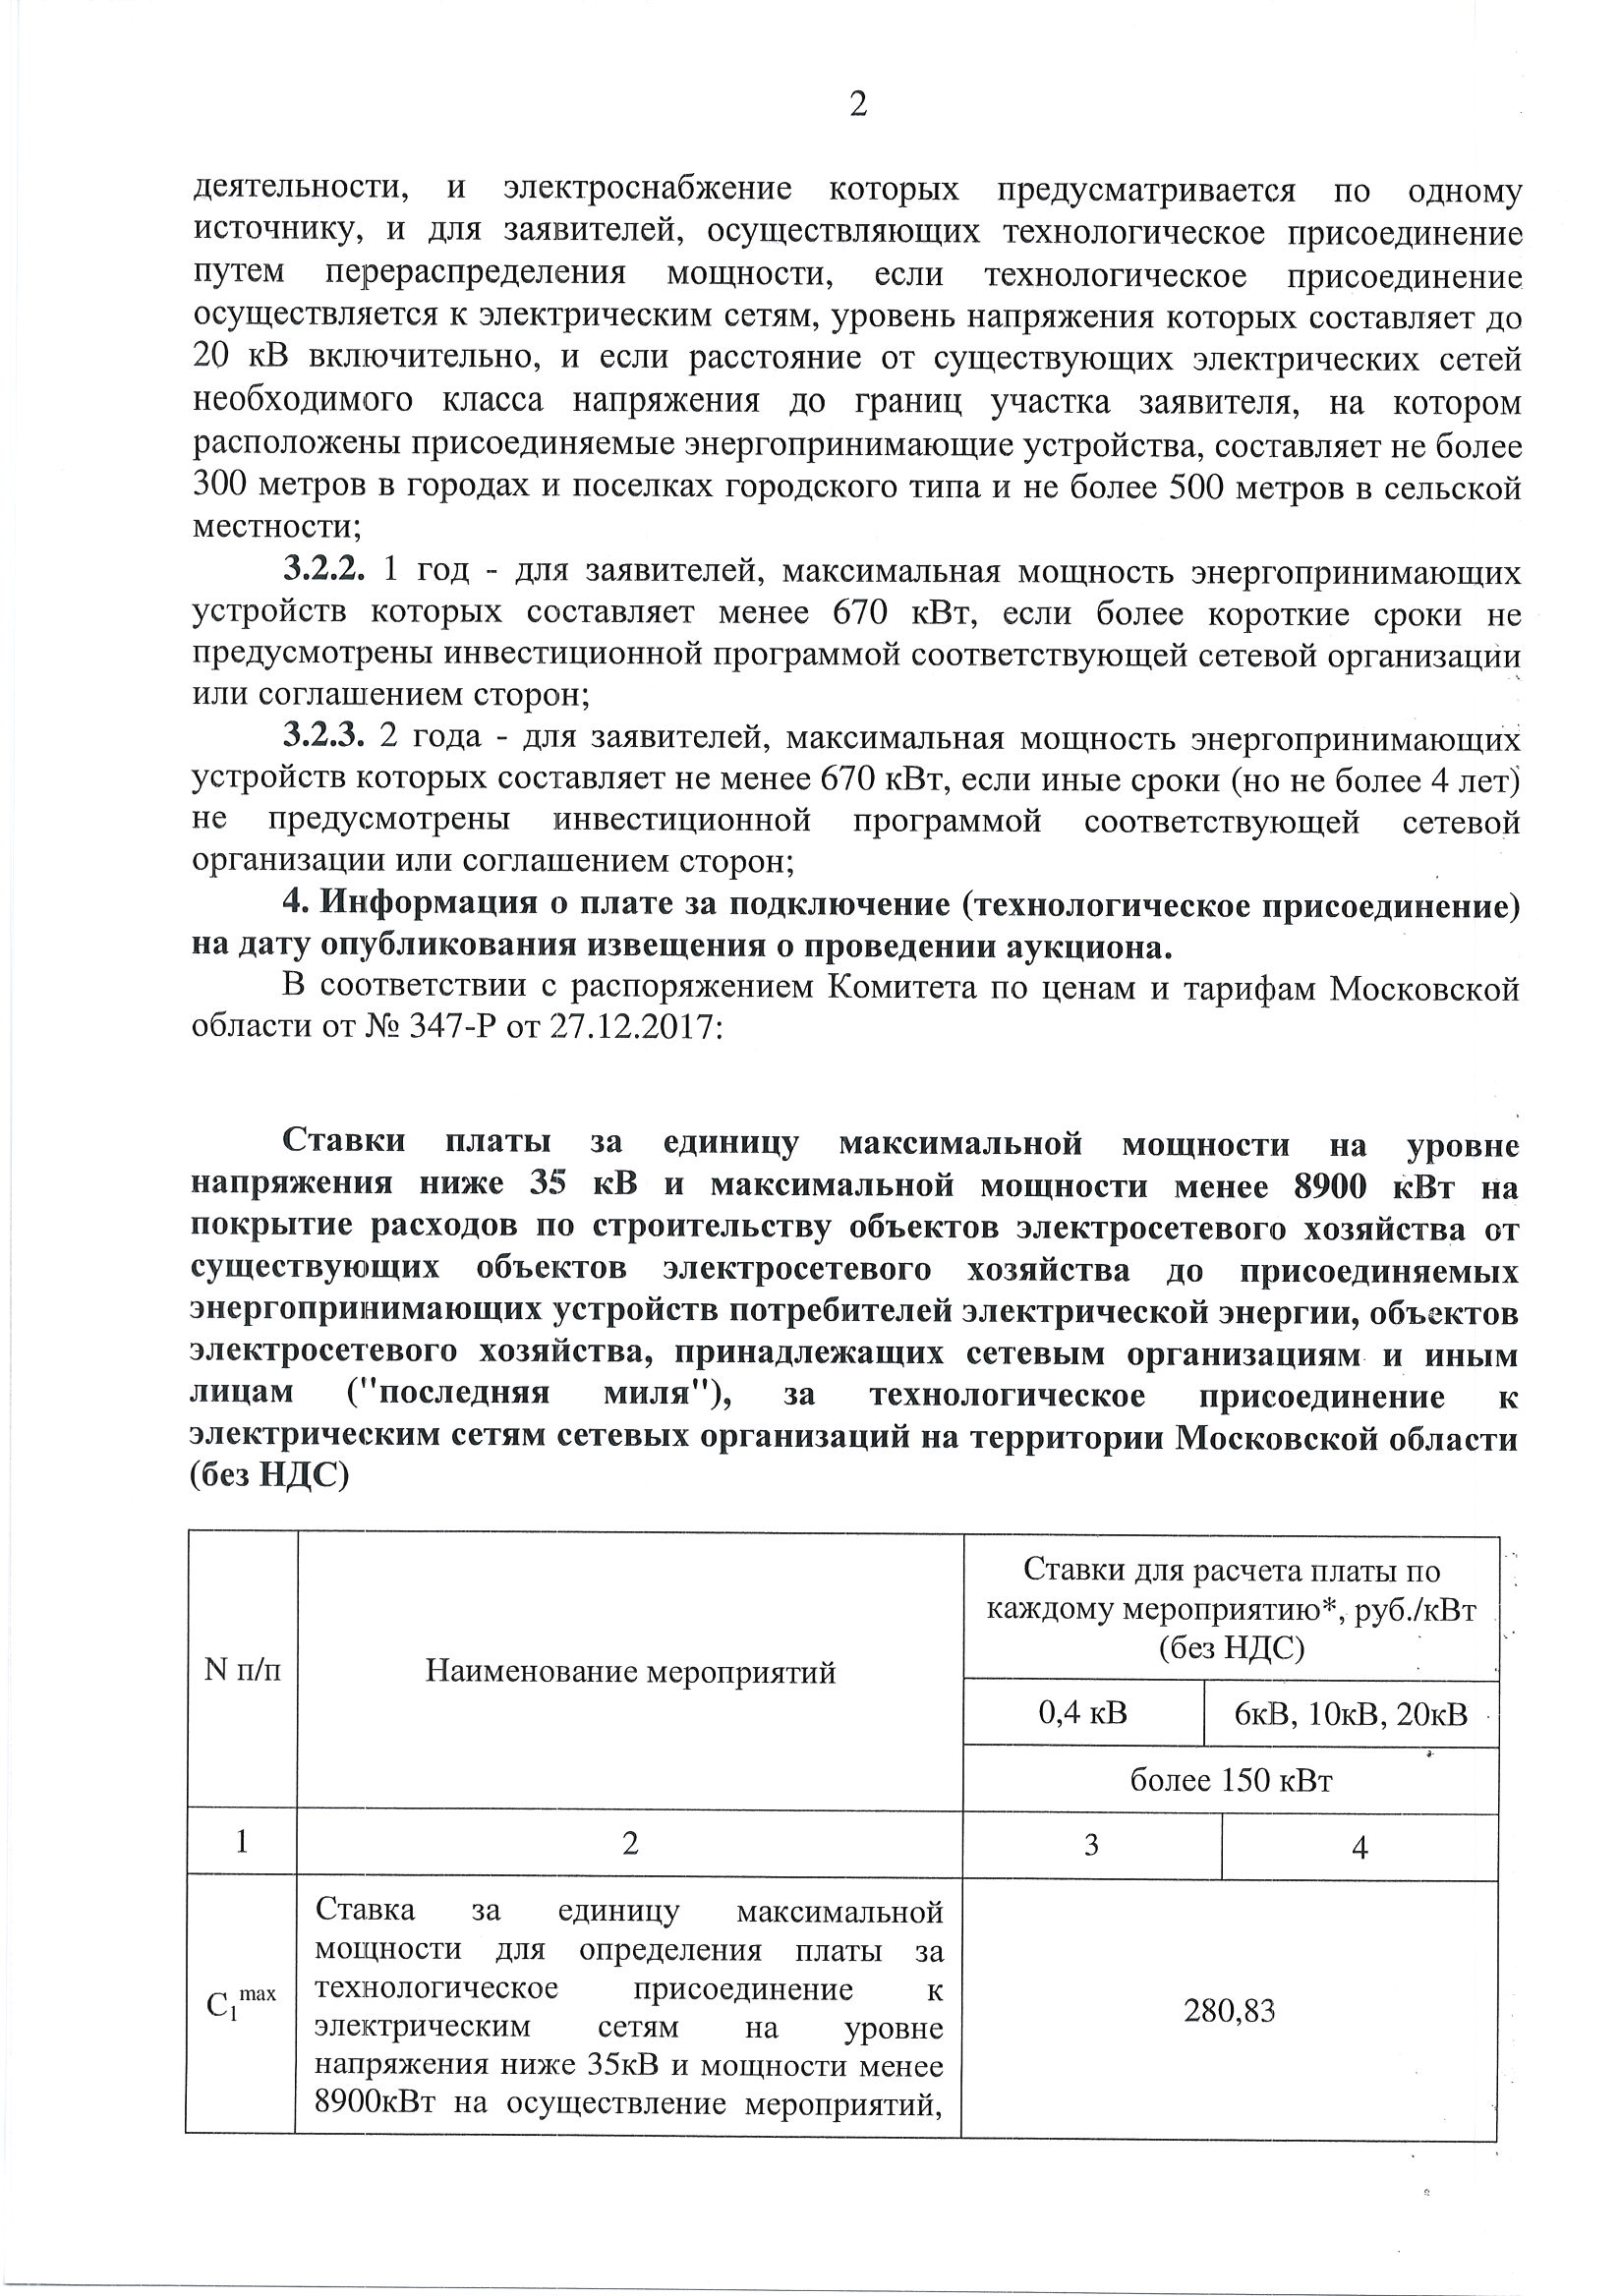 2
деятельности, и электроснабжение которых предусматривается по одному
источнику, и для заявителей, осуществляющих технологическое присоединение
путем перераспределения мощности, если технологическое присоединение
осуществляется к электрическим сетям, уровень напряжения которых составляет до
20 кВ включительно, и если расстояние от существующих электрических сетей
необходимого класса напряжения до границ участка заявителя, на котором
расположены присоединяемые энергопринимающие устройства, составляет не более
300 метров в городах и поселках городского типа и не более 500 метров в сельской
местности;
3.2.2. 1 год - для заявителей, максимальная мощность энергопринимающих
устройств которых составляет менее 670 кВт, если более короткие сроки не
предусмотрены инвестиционной программой соответствующей сетевой организации
или соглашением сторон;
3.2.3. 2 года - для заявителей, максимальная мощность энергопринимающих
устройств которых составляет не менее 670 кВт, если иные сроки (но не более 4 лет)
не предусмотрены инвестиционной программой соответствующей сетевой
организации или соглашением сторон;
4. Информация о плате за подключение (технологическое присоединение)
на дату опубликования извещения о проведении аукциона.
В соответствии с распоряжением Комитета по ценам и тарифам Московской
области от № 347-Р от 27.12.2017:
Ставки платы за единицу максимальной мощности на уровне
напряжения ниже 35 кВ и максимальной мощности менее 8900 кВт на
покрытие расходов по строительству объектов электросетевого хозяйства от
существующих объектов электросетевого хозяйства до присоединяемых
энергопринимающих устройств потребителей электрической энергии, объектов
электросетевого хозяйства, принадлежащих сетевым организациям и иным
лицам ("последняя миля"), за технологическое присоединение к
электрическим сетям сетевых организаций на территории Московской области
(без НДС)
N п/п
Наименование мероприятий
Ставки для расчета платы по
каждому мероприятию*, руб./кВт
(без НДС)
0,4 кВ
6кВ, 10кВ, 20кВ
более 150 кВт
1
2
3
4
C₁ᵐᵃˣ
Ставка за единицу максимальной
мощности для определения платы за
технологическое присоединение к
электрическим сетям на уровне
напряжения ниже 35кВ и мощности менее
8900кВт на осуществление мероприятий,
280,83